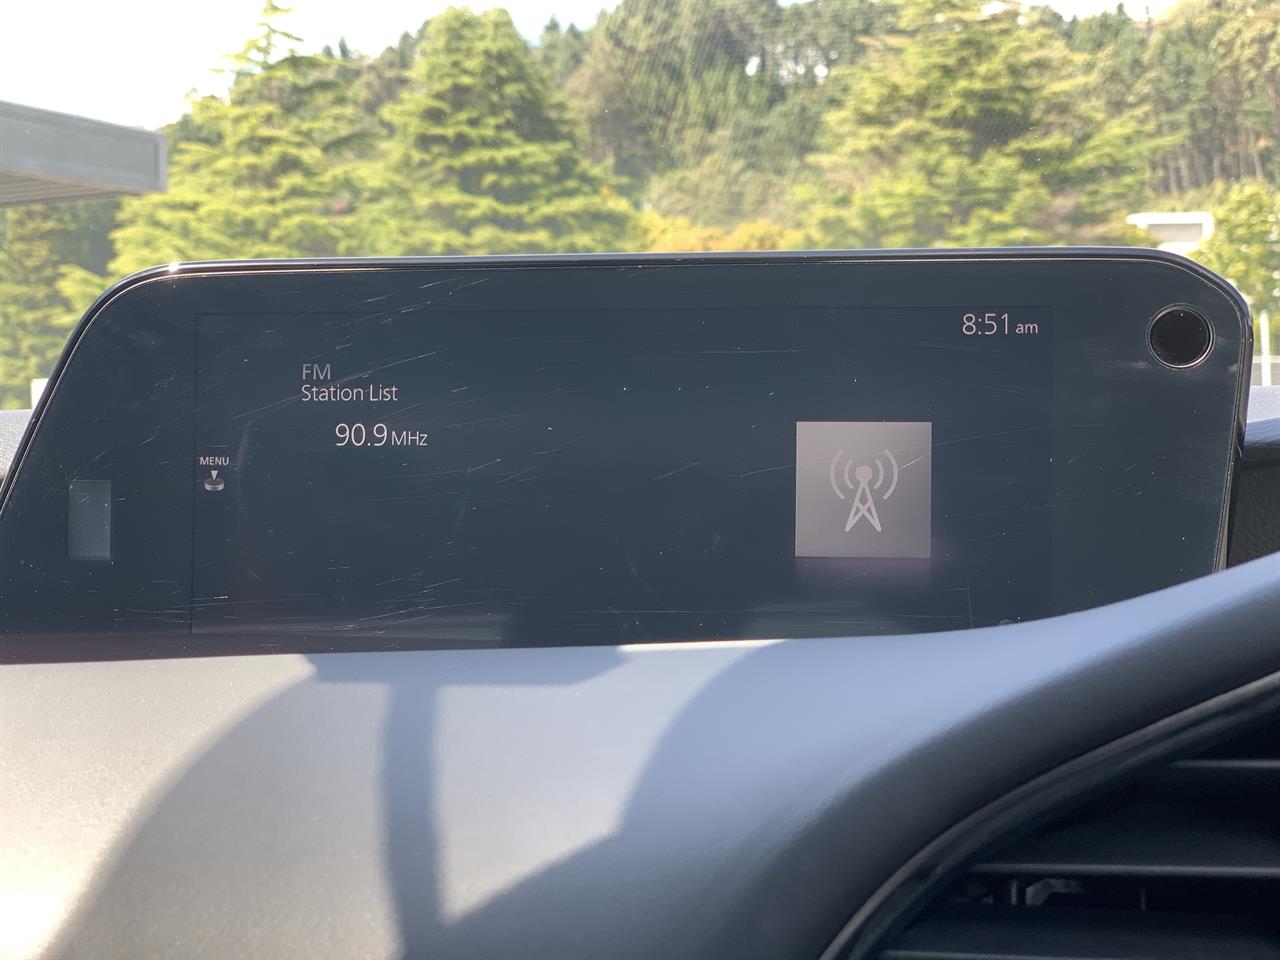 8:51 am
FM
Station List
90.9 MHz
MENU